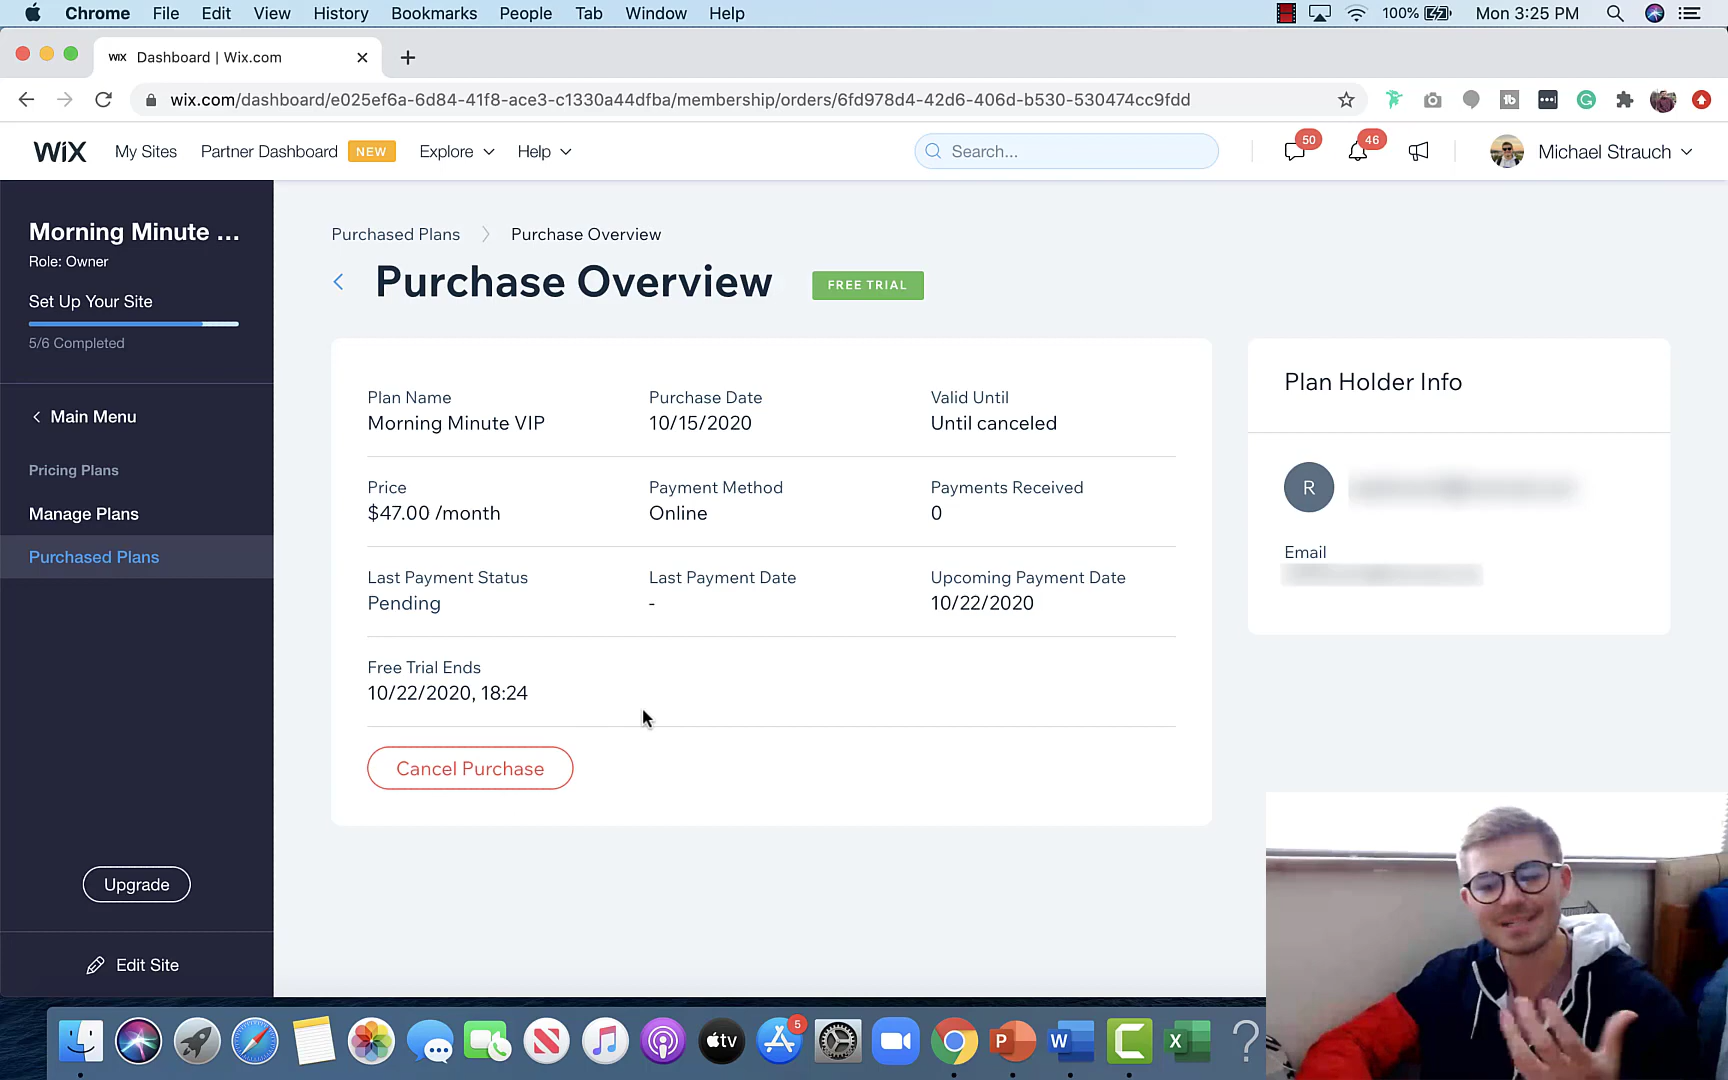 Chrome File Edit View History Bookmarks People Tab Window Help 100% Mon 3:25 PM
WiX Dashboard | Wix.com
wix.com/dashboard/e025ef6a-6d84-41f8-ace3-c1330a44dfba/membership/orders/6fd978d4-42d6-406d-b530-530474cc9fdd
WiX My Sites Partner Dashboard NEW Explore Help Search... 50 46 Michael Strauch
Morning Minute ...
Role: Owner
Set Up Your Site
5/6 Completed
Main Menu
Pricing Plans
Manage Plans
Purchased Plans
Upgrade
Edit Site
Purchased Plans Purchase Overview
Purchase Overview FREE TRIAL
Plan Name Purchase Date Valid Until
Morning Minute VIP 10/15/2020 Until canceled
Price Payment Method Payments Received
$47.00 /month Online 0
Last Payment Status Last Payment Date Upcoming Payment Date
Pending - 10/22/2020
Free Trial Ends
10/22/2020, 18:24
Cancel Purchase
Plan Holder Info
R
Email
tv 5 P W X ?